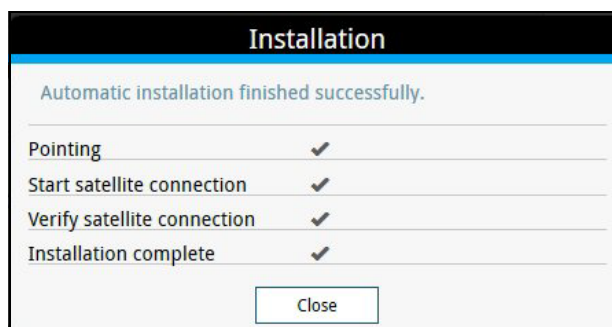 Installation
Automatic installation finished successfully.
Pointing ✔
Start satellite connection ✔
Verify satellite connection ✔
Installation complete ✔
Close